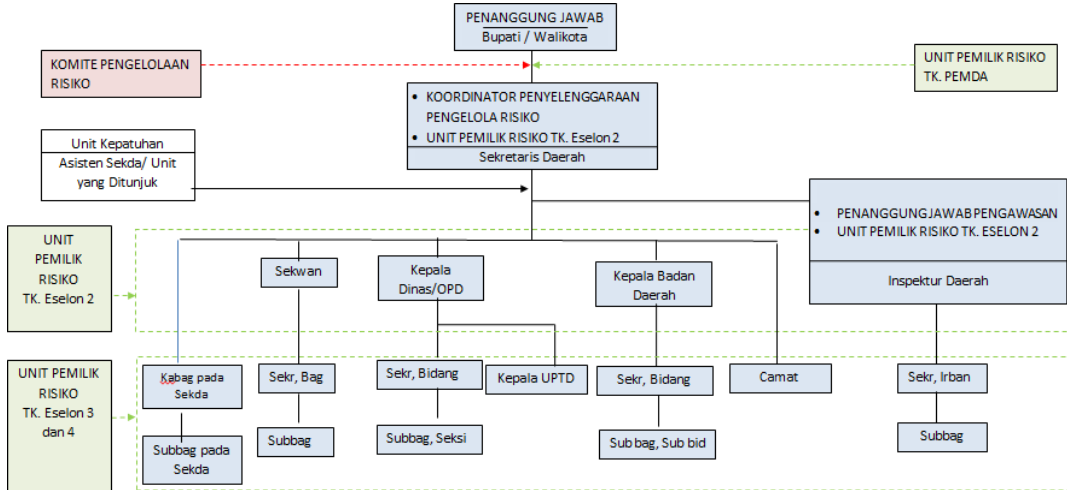 PENANGGUNG JAWAB
Bupati / Walikota
KOMITE PENGELOLAAN
RISIKO
UNIT PEMILIK RISIKO
TK. PEMDA
• KOORDINATOR PENYELENGGARAAN
PENGELOLA RISIKO
• UNIT PEMILIK RISIKO TK. Eselon 2
Sekretaris Daerah
Unit Kepatuhan
Asisten Sekda/ Unit
yang Ditunjuk
• PENANGGUNG JAWAB PENGAWASAN
• UNIT PEMILIK RISIKO TK. ESELON 2
Inspektur Daerah
UNIT
PEMILIK
RISIKO
TK. Eselon 2
Sekwan
Kepala
Dinas/OPD
Kepala Badan
Daerah
UNIT PEMILIK
RISIKO
TK. Eselon 3
dan 4
Kabag pada
Sekda
Sekr, Bag
Sekr, Bidang
Kepala UPTD
Sekr, Bidang
Camat
Sekr, Irban
Subbag pada
Sekda
Subbag
Subbag, Seksi
Sub bag, Sub bid
Subbag